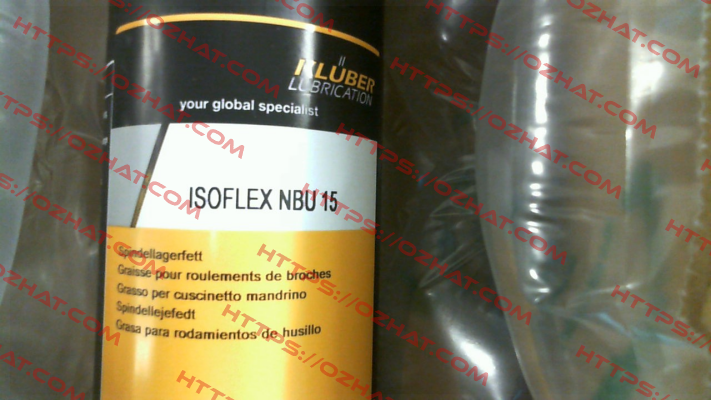 KLÜBER
LUBRICATION
your global specialist
ISOFLEX NBU 15
Spindellagerfett
Graisse pour roulements de broches
Grasso per cuscinetto mandrino
Spindellejefedt
Grasa para rodamientos de husillo
HTTPS://OZHAT.COM